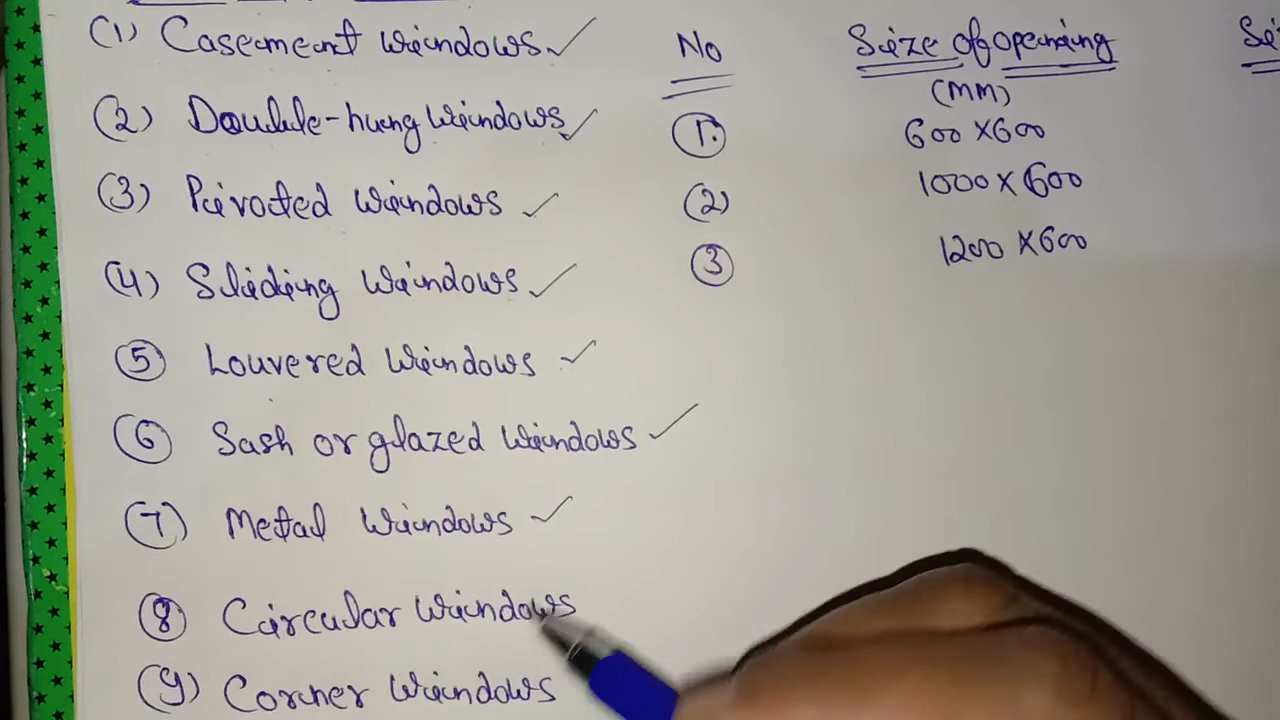 (1) Casement Windows ✓
(2) Double-hung Windows ✓
(3) Pivoted Windows ✓
(4) Sliding Windows ✓
(5) Louvered Windows ✓
(6) Sash or glazed Windows ✓
(7) Metal Windows ✓
(8) Circular Windows
(9) Corner Windows
No Size of opening
(MM)
(1). 600 × 600
(2) 1000 × 600
(3) 1200 × 600